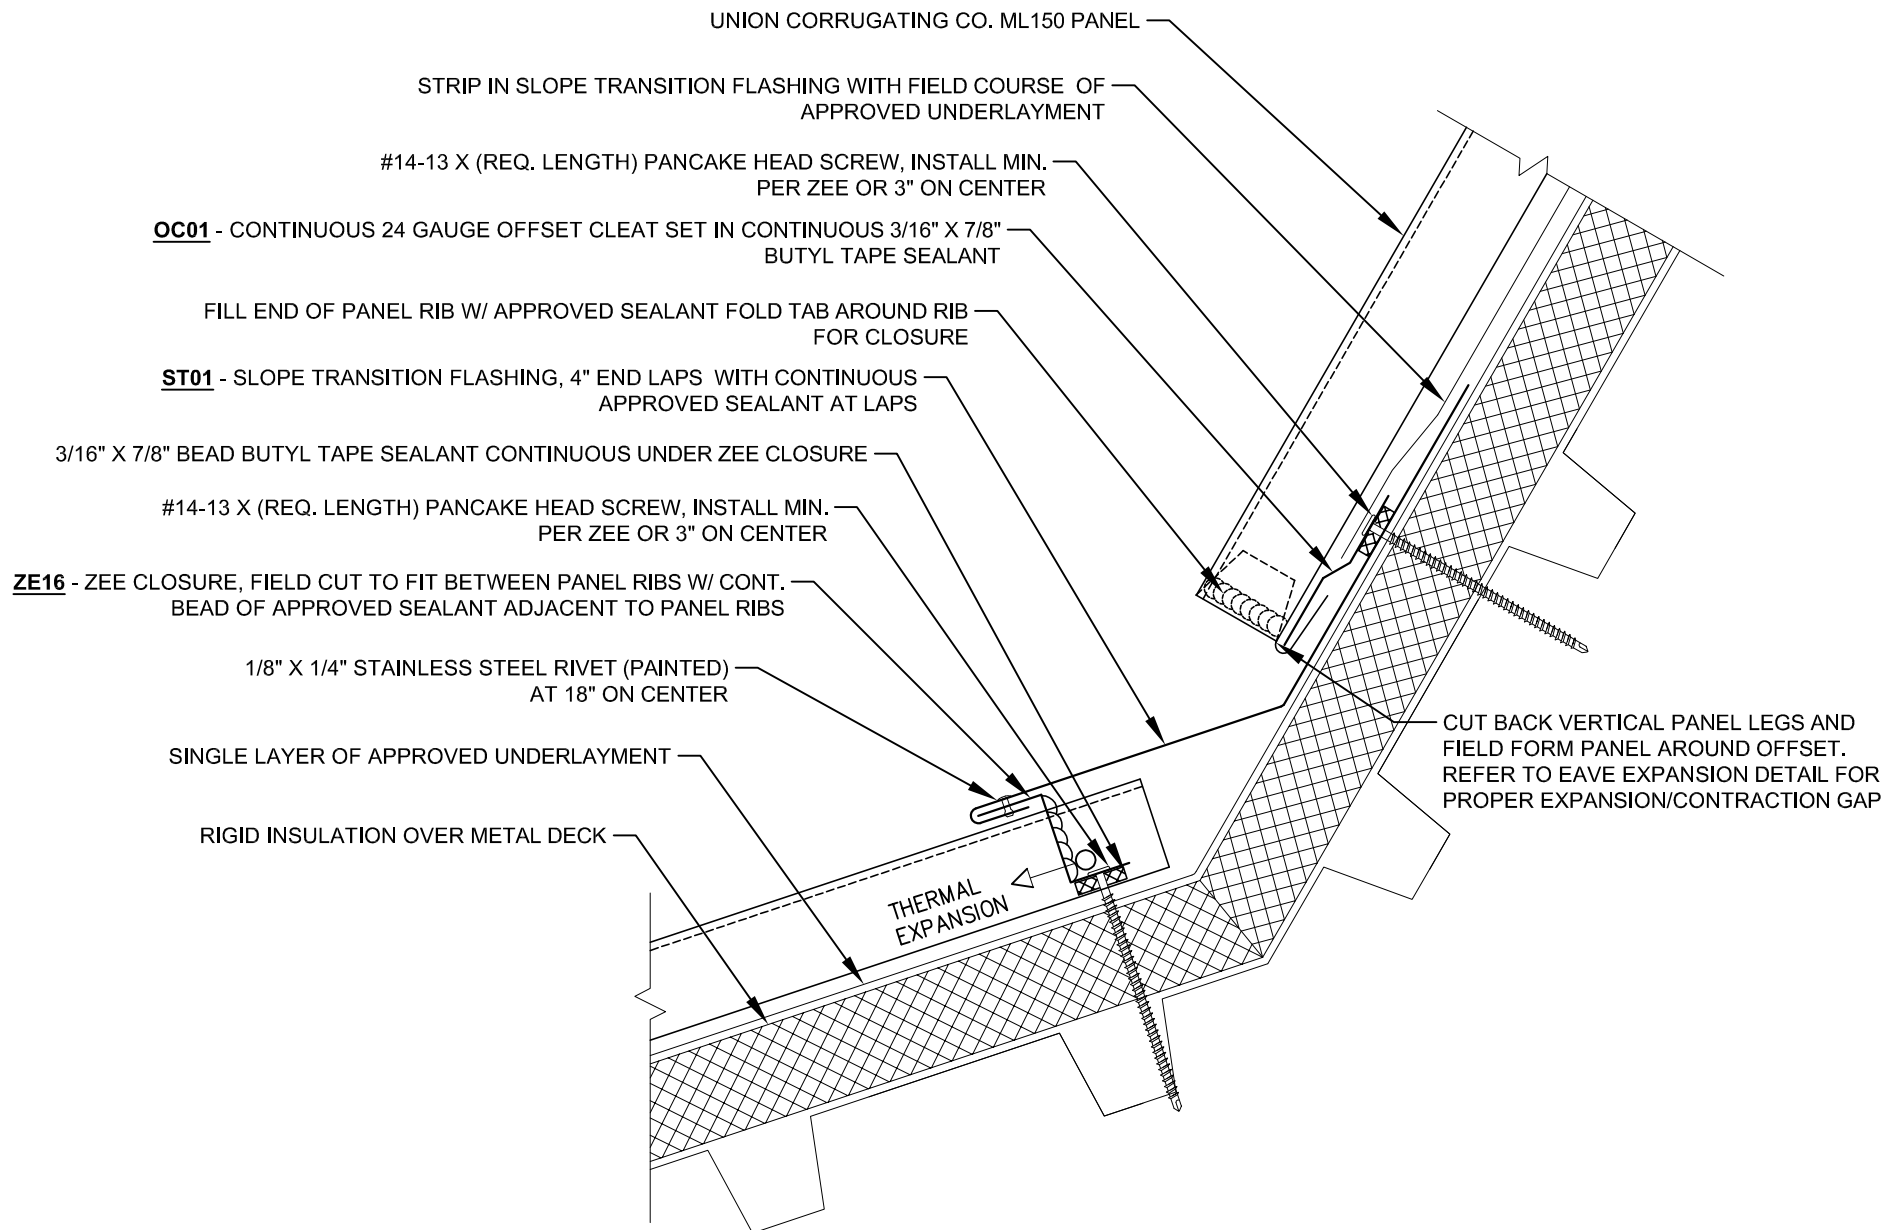 UNION CORRUGATING CO. ML150 PANEL
STRIP IN SLOPE TRANSITION FLASHING WITH FIELD COURSE OF
APPROVED UNDERLAYMENT
#14-13 X (REQ. LENGTH) PANCAKE HEAD SCREW, INSTALL MIN.
PER ZEE OR 3" ON CENTER
OC01 - CONTINUOUS 24 GAUGE OFFSET CLEAT SET IN CONTINUOUS 3/16" X 7/8"
BUTYL TAPE SEALANT
FILL END OF PANEL RIB W/ APPROVED SEALANT FOLD TAB AROUND RIB
FOR CLOSURE
ST01 - SLOPE TRANSITION FLASHING, 4" END LAPS WITH CONTINUOUS
APPROVED SEALANT AT LAPS
3/16" X 7/8" BEAD BUTYL TAPE SEALANT CONTINUOUS UNDER ZEE CLOSURE
#14-13 X (REQ. LENGTH) PANCAKE HEAD SCREW, INSTALL MIN.
PER ZEE OR 3" ON CENTER
ZE16 - ZEE CLOSURE, FIELD CUT TO FIT BETWEEN PANEL RIBS W/ CONT.
BEAD OF APPROVED SEALANT ADJACENT TO PANEL RIBS
1/8" X 1/4" STAINLESS STEEL RIVET (PAINTED)
AT 18" ON CENTER
SINGLE LAYER OF APPROVED UNDERLAYMENT
RIGID INSULATION OVER METAL DECK
THERMAL
EXPANSION
CUT BACK VERTICAL PANEL LEGS AND
FIELD FORM PANEL AROUND OFFSET.
REFER TO EAVE EXPANSION DETAIL FOR
PROPER EXPANSION/CONTRACTION GAP